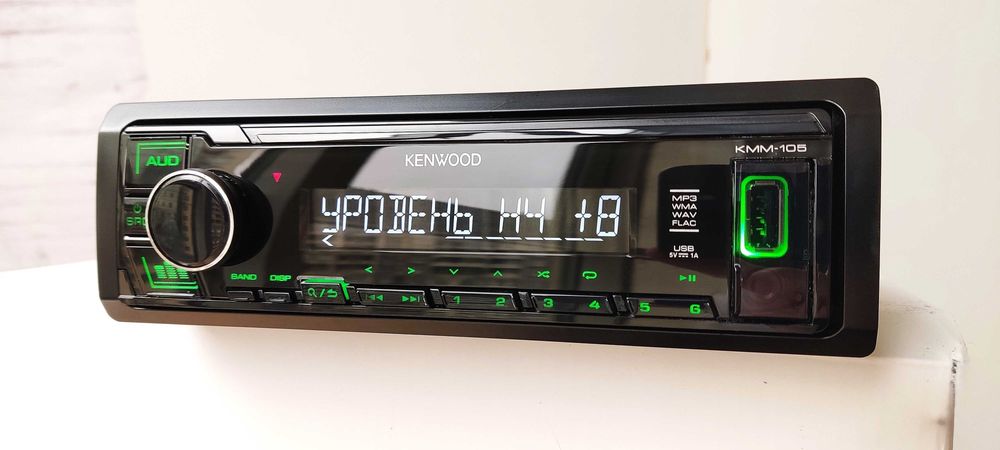 KENWOOD
KMM-105
AUD
SRC
УРОВЕНЬ НЧ +8
MP3
WMA
WAV
FLAC
USB
5V 1A
BAND DISP
1 2 3 4 5 6